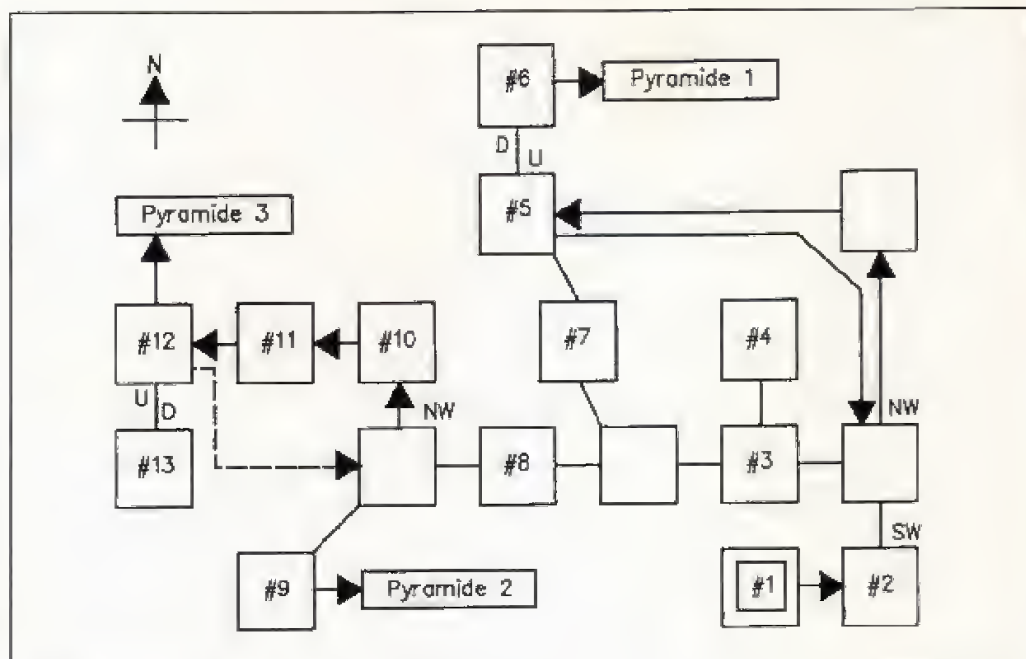 N
#6
Pyramide 1
D
U
#5
Pyramide 3
#12
#11
#10
#7
#4
U
D
NW
NW
#13
#8
#3
SW
#9
Pyramide 2
#1
#2